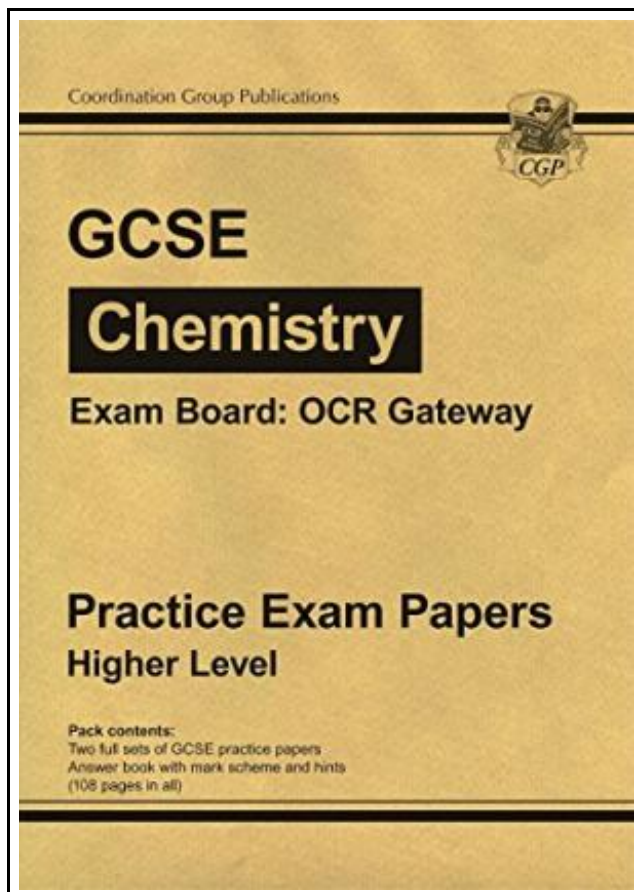 Coordination Group Publications
CGP
GCSE
Chemistry
Exam Board: OCR Gateway
Practice Exam Papers
Higher Level
Pack contents:
Two full sets of GCSE practice papers
Answer book with mark scheme and hints
(108 pages in all)